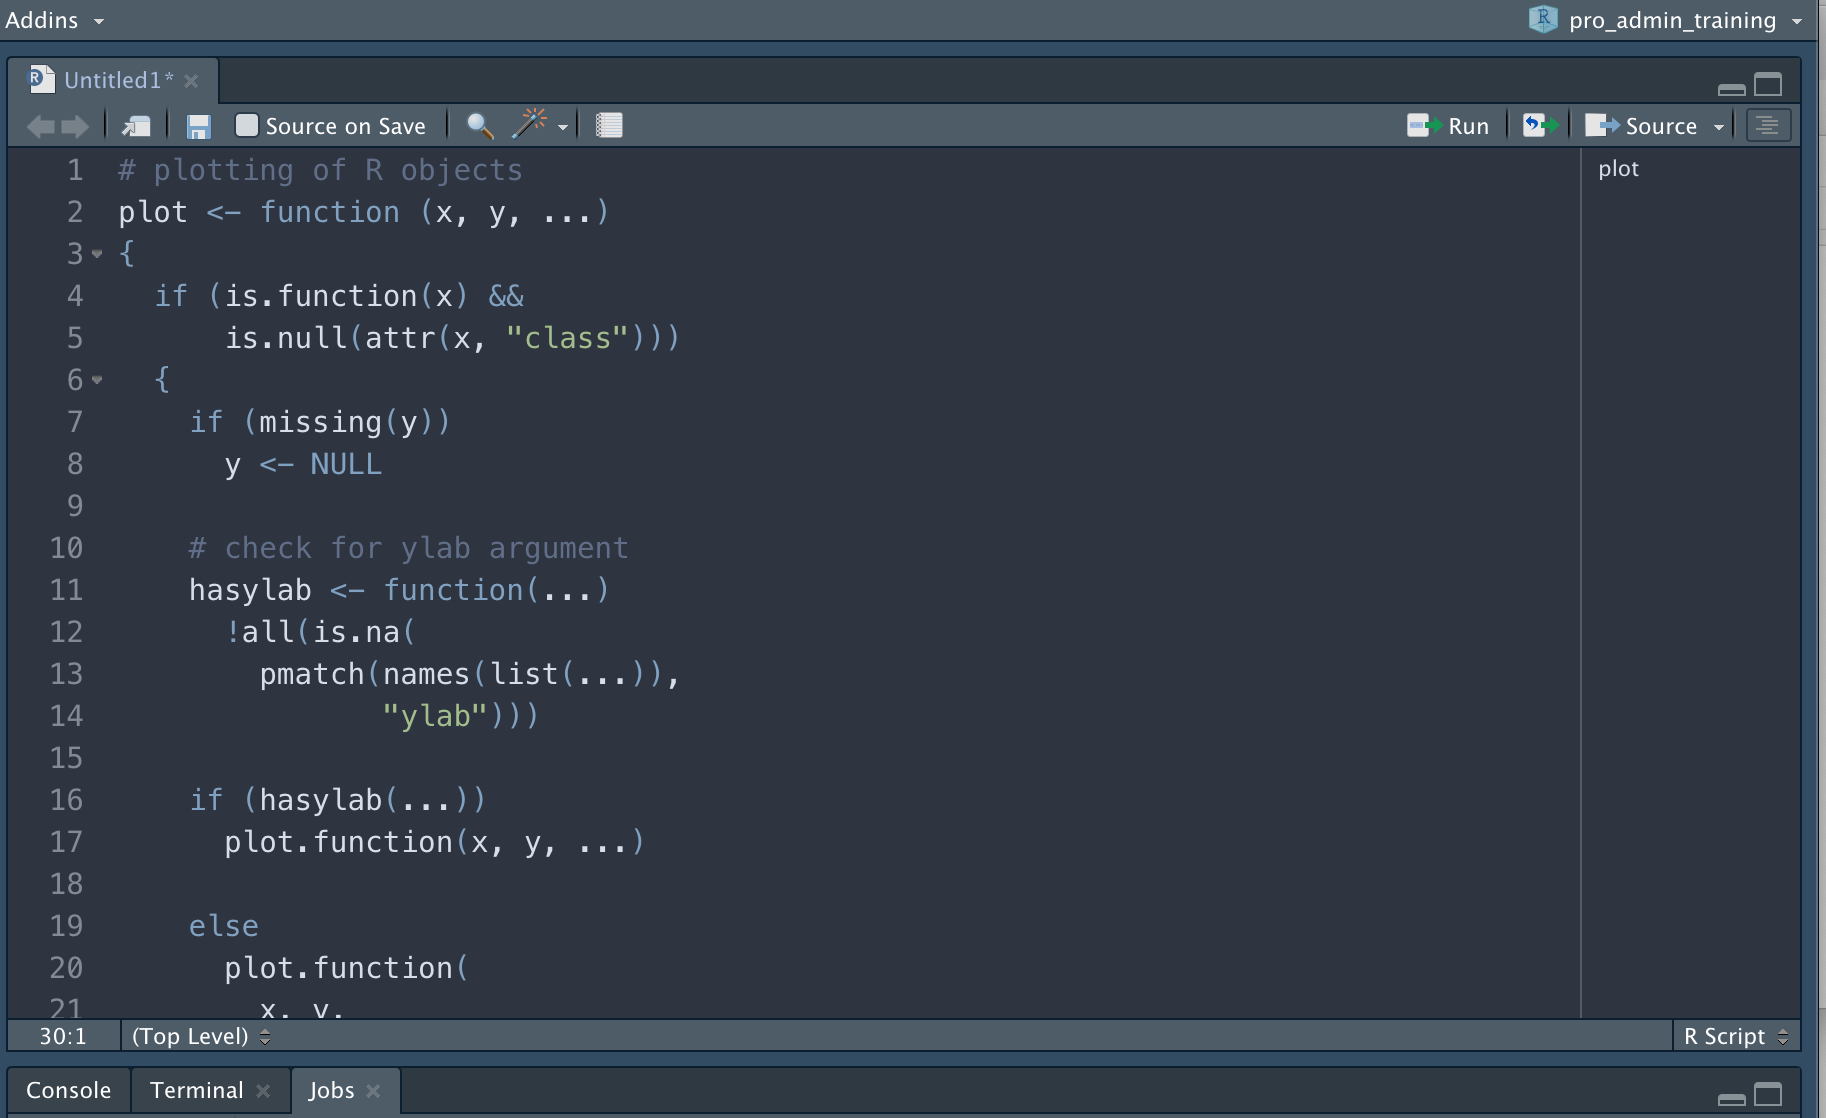 Addins pro_admin_training
Untitled1*
Source on Save Run Source
1 # plotting of R objects
2 plot <- function (x, y, ...)
3 {
4   if (is.function(x) &&
5       is.null(attr(x, "class")))
6   {
7     if (missing(y))
8       y <- NULL
9
10     # check for ylab argument
11     hasylab <- function(...)
12       !all(is.na(
13         pmatch(names(list(...)),
14                "ylab")))
15
16     if (hasylab(...))
17       plot.function(x, y, ...)
18
19     else
20       plot.function(
21         x, y,
plot
30:1 (Top Level) R Script
Console Terminal Jobs